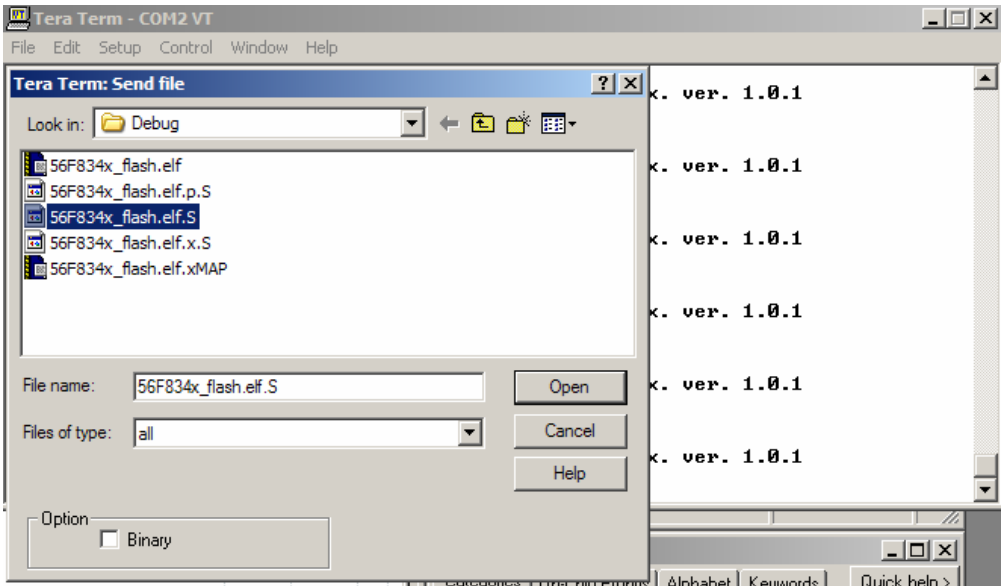 Tera Term - COM2 VT
File Edit Setup Control Window Help
Tera Term: Send file
Look in: Debug
56F834x_flash.elf
56F834x_flash.elf.p.S
56F834x_flash.elf.S
56F834x_flash.elf.x.S
56F834x_flash.elf.xMAP
File name: 56F834x_flash.elf.S Open
Files of type: all Cancel
Help
Option
Binary
x. ver. 1.0.1
x. ver. 1.0.1
x. ver. 1.0.1
x. ver. 1.0.1
x. ver. 1.0.1
x. ver. 1.0.1
Alphabet Keywords Quick help >